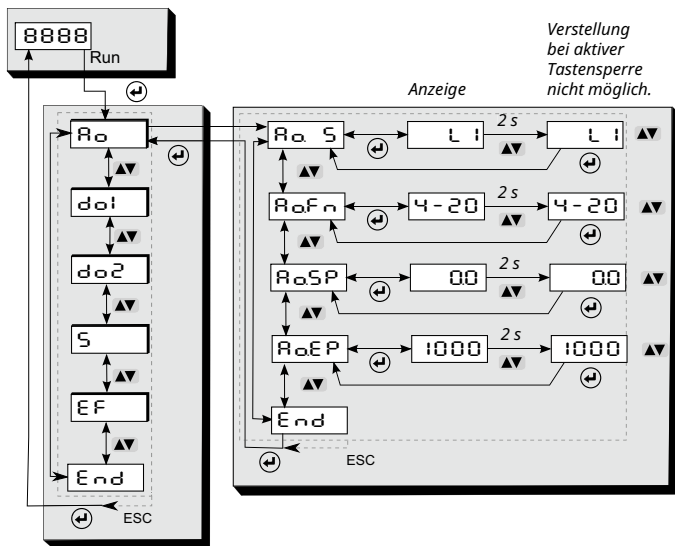 8888
Run
Verstellung
bei aktiver
Tastensperre
nicht möglich.
Anzeige
Ao
do1
do2
S
EF
End
ESC
Ao. S
L1
2 s
L1
Ao.Fn
4-20
2 s
4-20
Ao.SP
0.0
2 s
0.0
Ao.EP
1000
2 s
1000
End
ESC